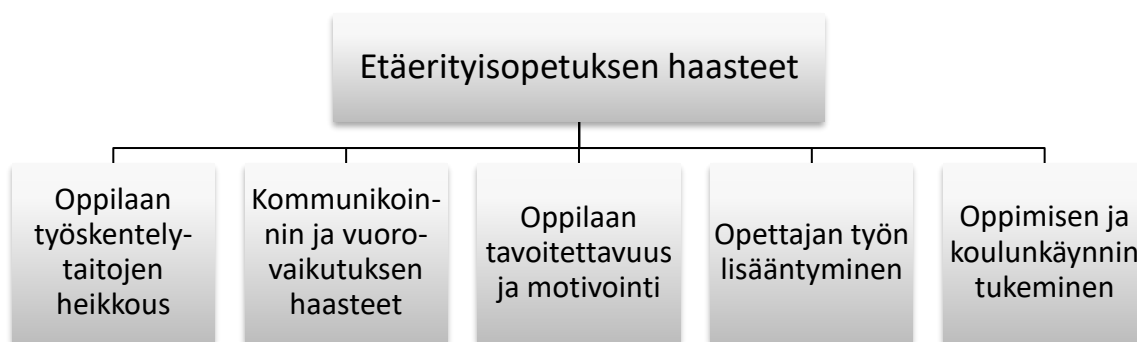 Etäerityisopetuksen haasteet
Oppilaan
työskentely-
taitojen
heikkous
Kommunikoin-
nin ja vuoro-
vaikutuksen
haasteet
Oppilaan
tavoitettavuus
ja motivointi
Opettajan työn
lisääntyminen
Oppimisen ja
koulunkäynnin
tukeminen